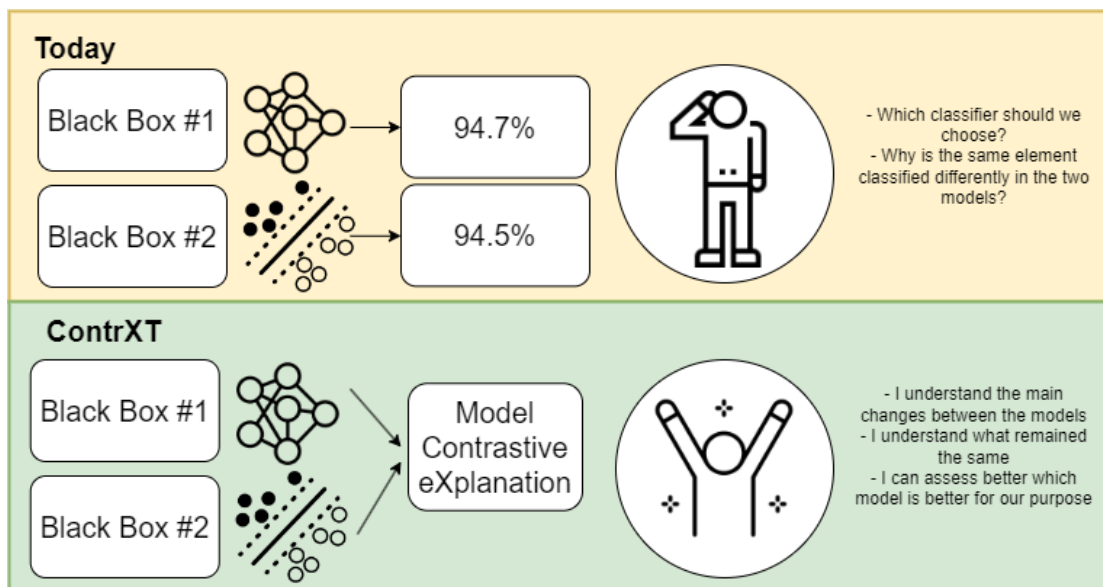 Today
Black Box #1
94.7%
Black Box #2
94.5%
- Which classifier should we
choose?
- Why is the same element
classified differently in the two
models?
ContrXT
Black Box #1
Black Box #2
Model
Contrastive
eXplanation
- I understand the main
changes between the models
- I understand what remained
the same
- I can assess better which
model is better for our purpose